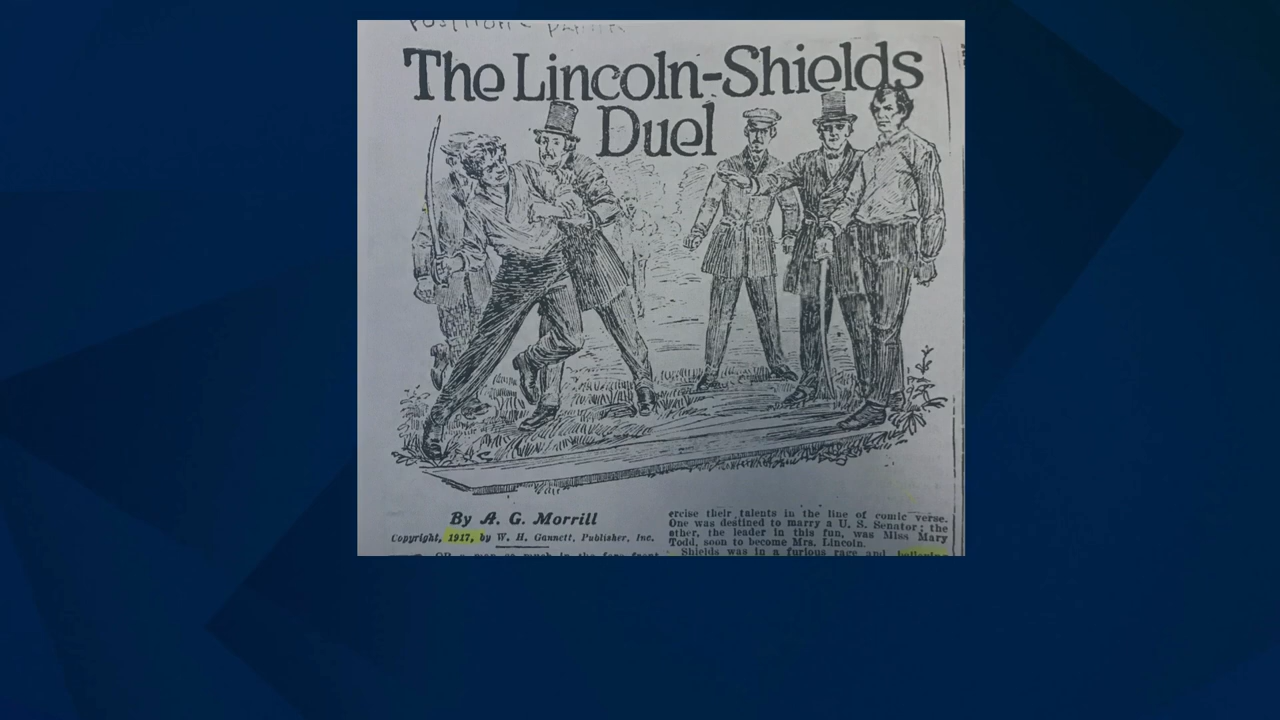 The Lincoln-Shields
Duel
By A. G. Morrill
Copyright, 1917, by W. H. Gannett, Publisher, Inc.
ercise their talents in the line of comic verse.
One was destined to marry a U. S. Senator; the
other, the leader in this fun, was Miss Mary
Todd, soon to become Mrs. Lincoln.
Shields was in a furious rage and